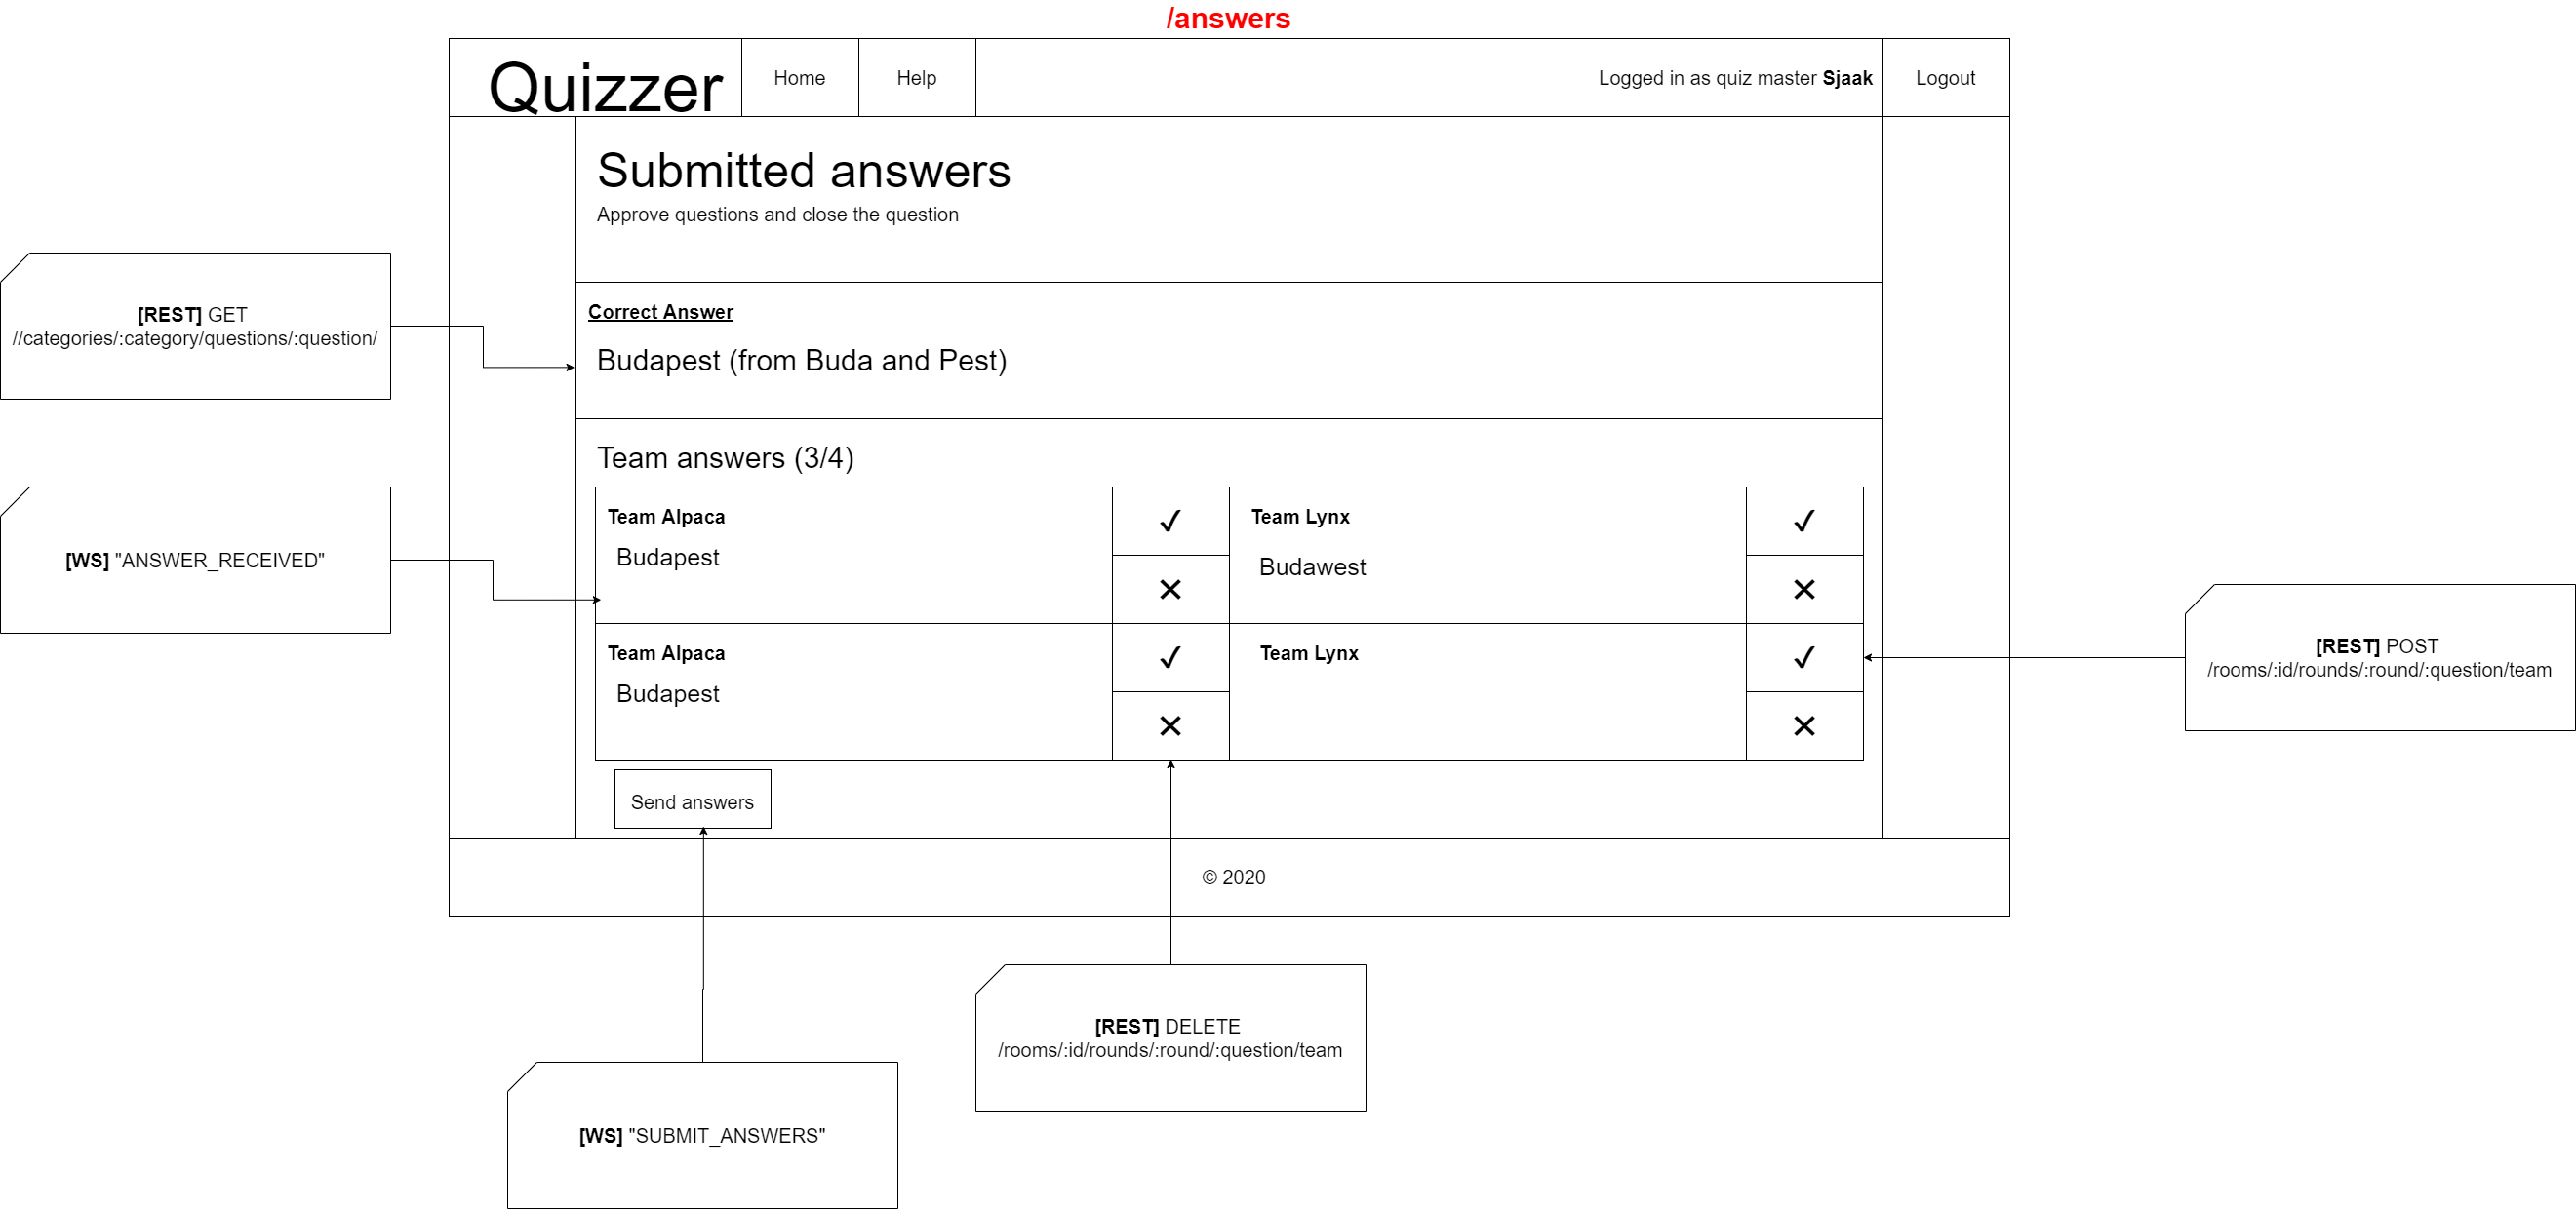 /answers
Quizzer
Home
Help
Logged in as quiz master Sjaak
Logout
Submitted answers
Approve questions and close the question
[REST] GET
//categories/:category/questions/:question/
Correct Answer
Budapest (from Buda and Pest)
Team answers (3/4)
[WS] "ANSWER_RECEIVED"
Team Alpaca
Budapest
✓
✕
Team Lynx
Budawest
✓
✕
Team Alpaca
Budapest
✓
✕
Team Lynx
✓
✕
[REST] POST
/rooms/:id/rounds/:round/:question/team
Send answers
© 2020
[REST] DELETE
/rooms/:id/rounds/:round/:question/team
[WS] "SUBMIT_ANSWERS"